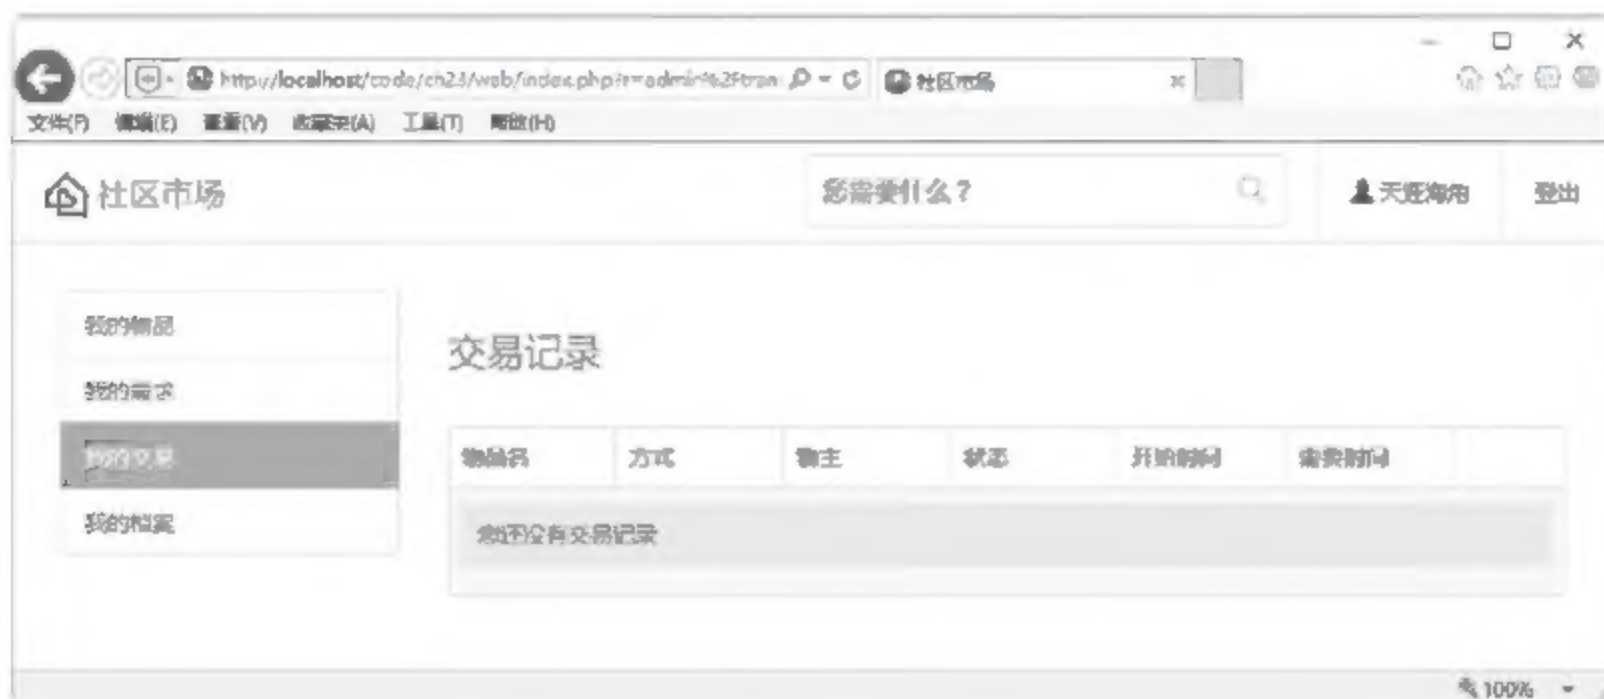 http://localhost/code/ch23/web/index.php?r=admin%2Ftran 社区市场
文件(F) 编辑(E) 查看(V) 收藏夹(A) 工具(T) 帮助(H)
社区市场 您需要什么？ 天涯海角 登出
我的物品
交易记录
我的需求
我的交易
物品名 方式 物主 状态 开始时间 需要时间
我的档案
您还没有交易记录
100%